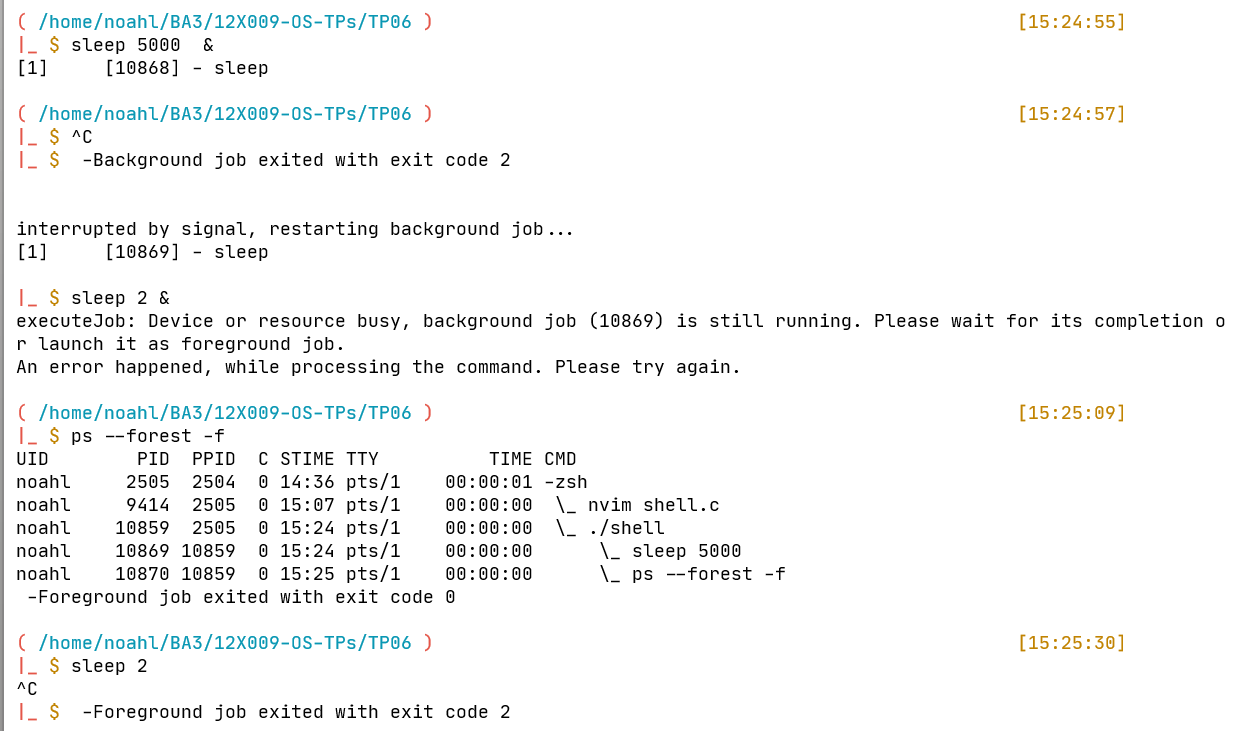 ( /home/noahl/BA3/12X009-OS-TPs/TP06 ) [15:24:55]
|_ $ sleep 5000  &
[1]     [10868] - sleep
( /home/noahl/BA3/12X009-OS-TPs/TP06 ) [15:24:57]
|_ $ ^C
|_ $  -Background job exited with exit code 2
interrupted by signal, restarting background job...
[1]     [10869] - sleep
|_ $ sleep 2 &
executeJob: Device or resource busy, background job (10869) is still running. Please wait for its completion o
r launch it as foreground job.
An error happened, while processing the command. Please try again.
( /home/noahl/BA3/12X009-OS-TPs/TP06 ) [15:25:09]
|_ $ ps --forest -f
UID          PID  PPID  C STIME TTY          TIME CMD
noahl     2505  2504  0 14:36 pts/1    00:00:01 -zsh
noahl     9414  2505  0 15:07 pts/1    00:00:00  \_ nvim shell.c
noahl    10859  2505  0 15:24 pts/1    00:00:00  \_ ./shell
noahl    10869 10859  0 15:24 pts/1    00:00:00      \_ sleep 5000
noahl    10870 10859  0 15:25 pts/1    00:00:00      \_ ps --forest -f
 -Foreground job exited with exit code 0
( /home/noahl/BA3/12X009-OS-TPs/TP06 ) [15:25:30]
|_ $ sleep 2
^C
|_ $  -Foreground job exited with exit code 2